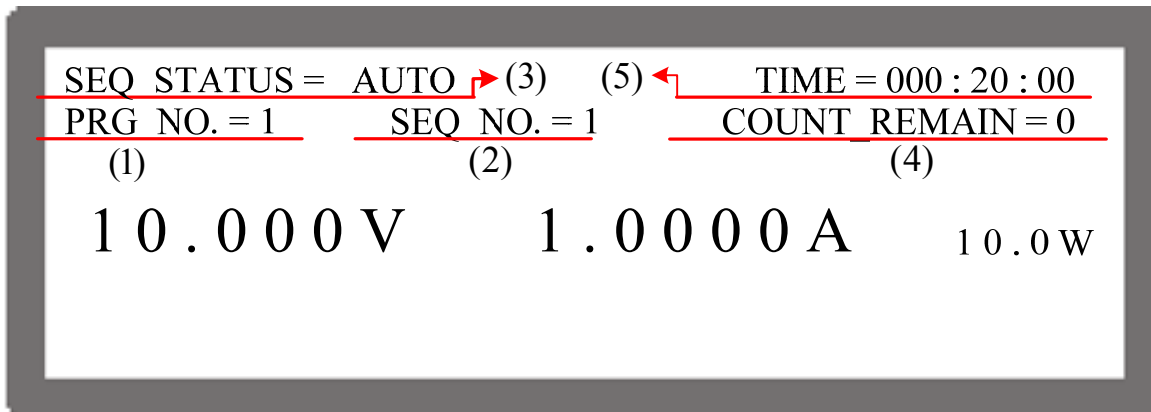 SEQ STATUS = AUTO (3) (5) TIME = 000 : 20 : 00
PRG NO. = 1 SEQ NO. = 1 COUNT_REMAIN = 0
(1) (2) (4)
10.000V 1.0000A 10.0W